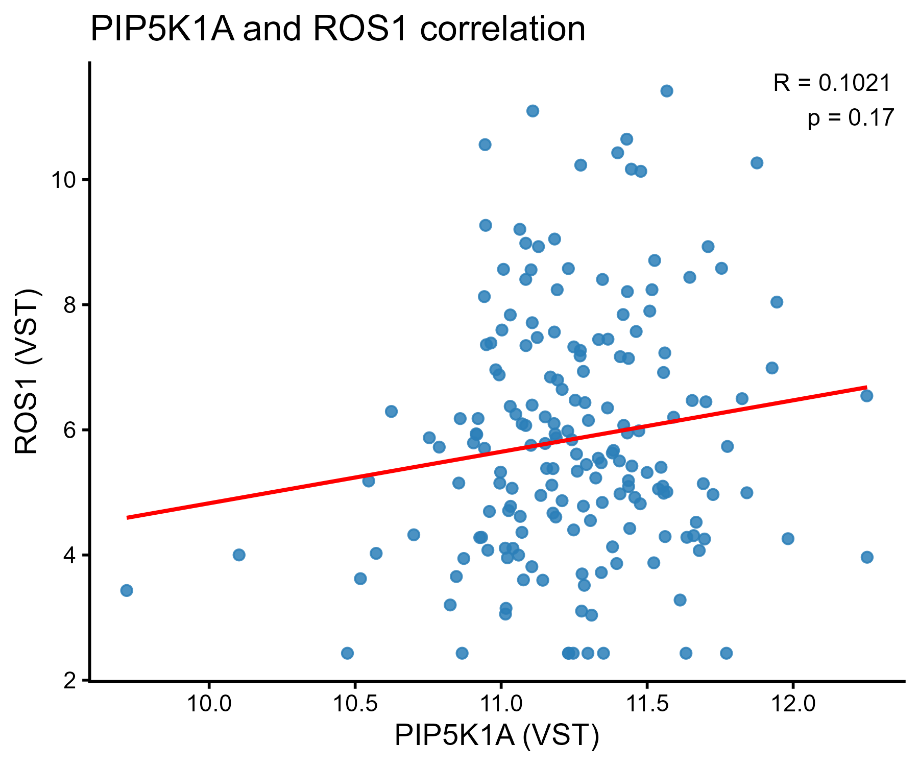 PIP5K1A and ROS1 correlation
R = 0.1021
p = 0.17
ROS1 (VST)
10
8
6
4
2
10.0 10.5 11.0 11.5 12.0
PIP5K1A (VST)